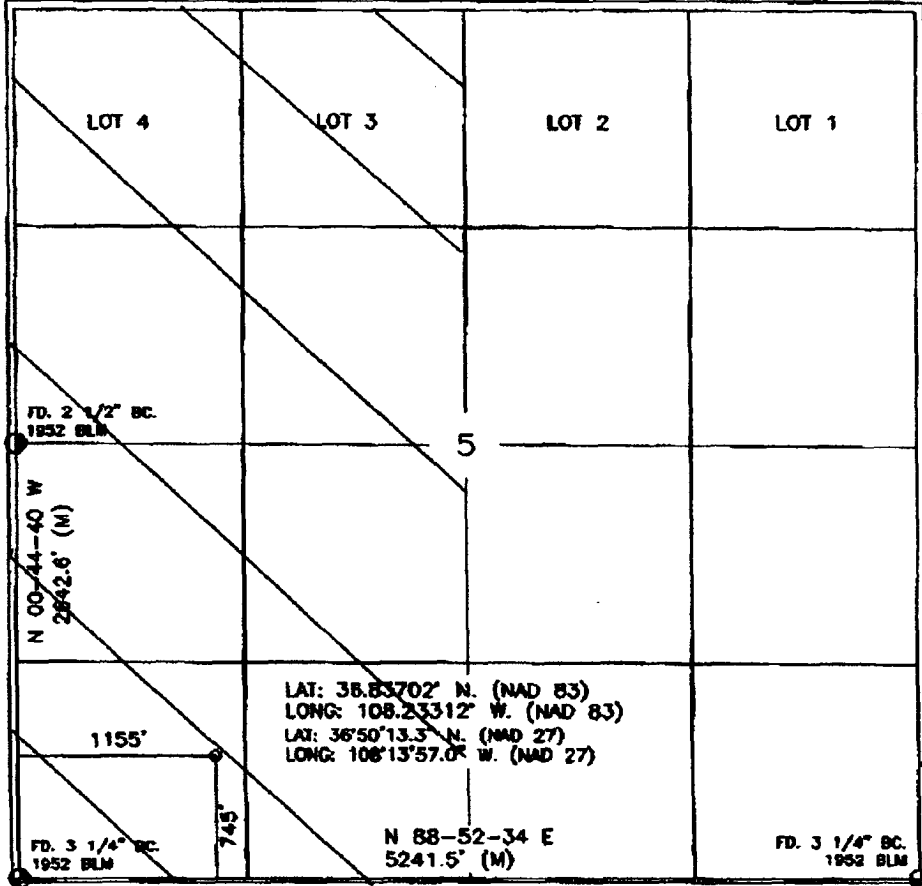 LOT 4
LOT 3
LOT 2
LOT 1
FD. 2 1/2" BC.
1952 BLM
5
N 00-44-40 W
2642.6' (M)
LAT: 36.83702° N. (NAD 83)
LONG: 108.23312° W. (NAD 83)
LAT: 36°50'13.3" N. (NAD 27)
LONG: 108°13'57.0" W. (NAD 27)
1155'
745'
FD. 3 1/4" BC.
1952 BLM
N 88-52-34 E
5241.5' (M)
FD. 3 1/4" BC.
1952 BLM